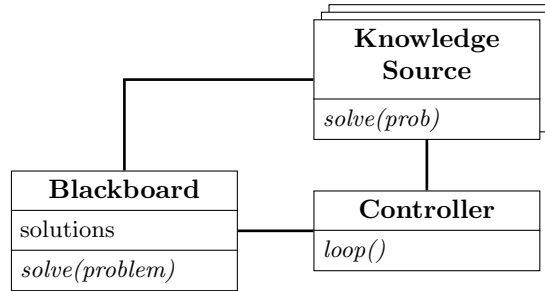 Knowledge
Source
solve(prob)
Blackboard
solutions
solve(problem)
Controller
loop()